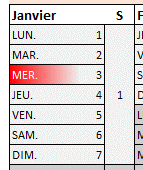 Janvier S F
LUN. 1
MAR. 2
MER. 3
JEU. 4 1
VEN. 5
SAM. 6
DIM. 7